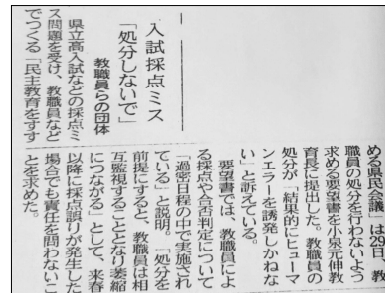 入試採点ミス
「処分しないで」
教職員らの団体
県立高入試などの採点ミ
ス問題を受け、教職員など
でつくる「民主教育をすす
める県民会議」は29日、教
職員の処分を行わないよう
求める要望書を小泉元伸教
育長に提出した。教職員の
処分が「結果的にヒューマ
ンエラーを誘発しかねな
い」と訴えている。
要望書では、教職員によ
る採点や合否判定について
「過密日程の中で実施され
ている」と説明。「処分を
前提にすると、教職員は相
互監視することとなり萎縮
につながる」として、来春
以降に採点誤りが発生した
場合でも責任を問わないこ
とを求めた。